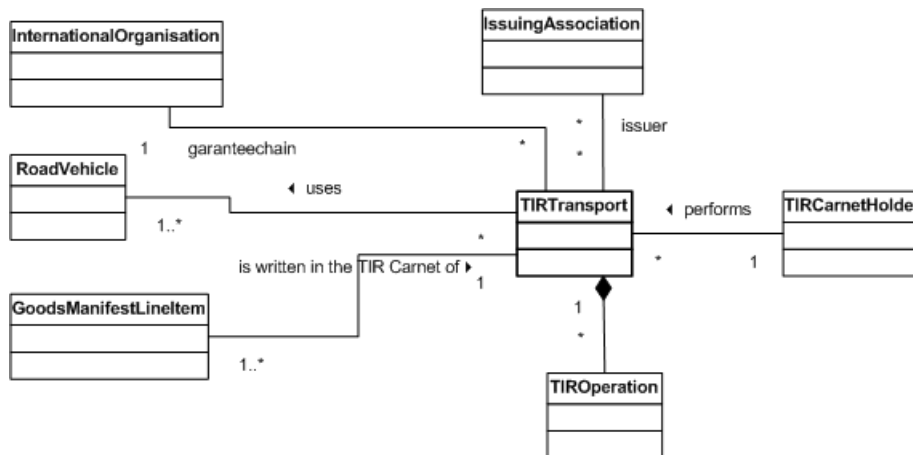 IssuingAssociation
InternationalOrganisation
*
issuer
1
garanteechain
*
*
RoadVehicle
◄ uses
TIRTransport
◄ performs
TIRCarnetHolde
1..*
*
is written in the TIR Carnet of ►
1
*
1
GoodsManifestLineItem
1
*
1..*
TIROperation